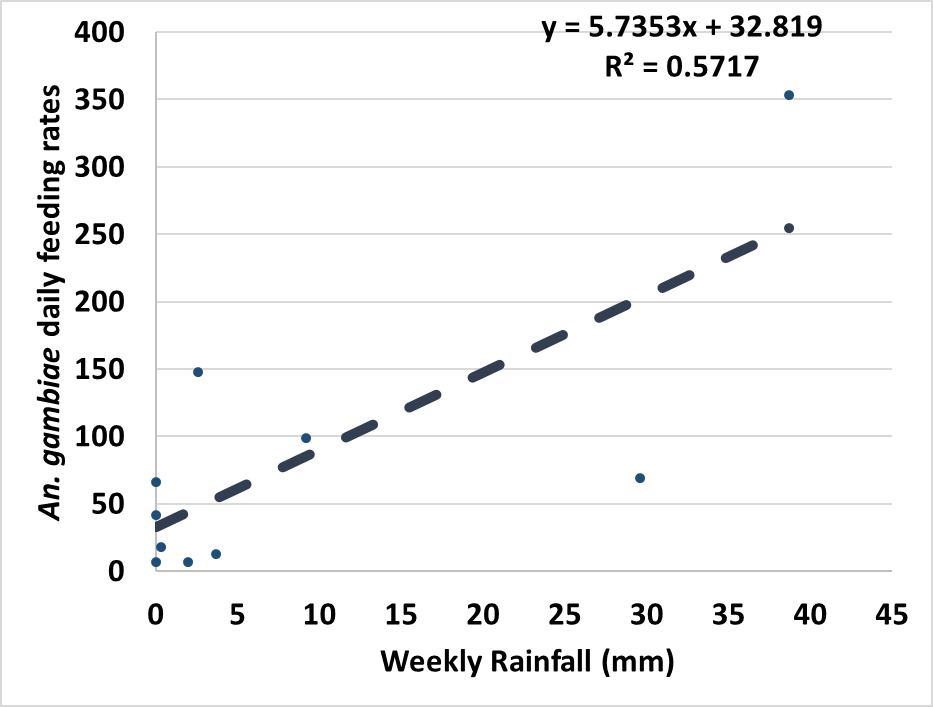 y = 5.7353x + 32.819
R² = 0.5717
400
350
300
250
200
150
100
50
0
An. gambiae daily feeding rates
0 5 10 15 20 25 30 35 40 45
Weekly Rainfall (mm)